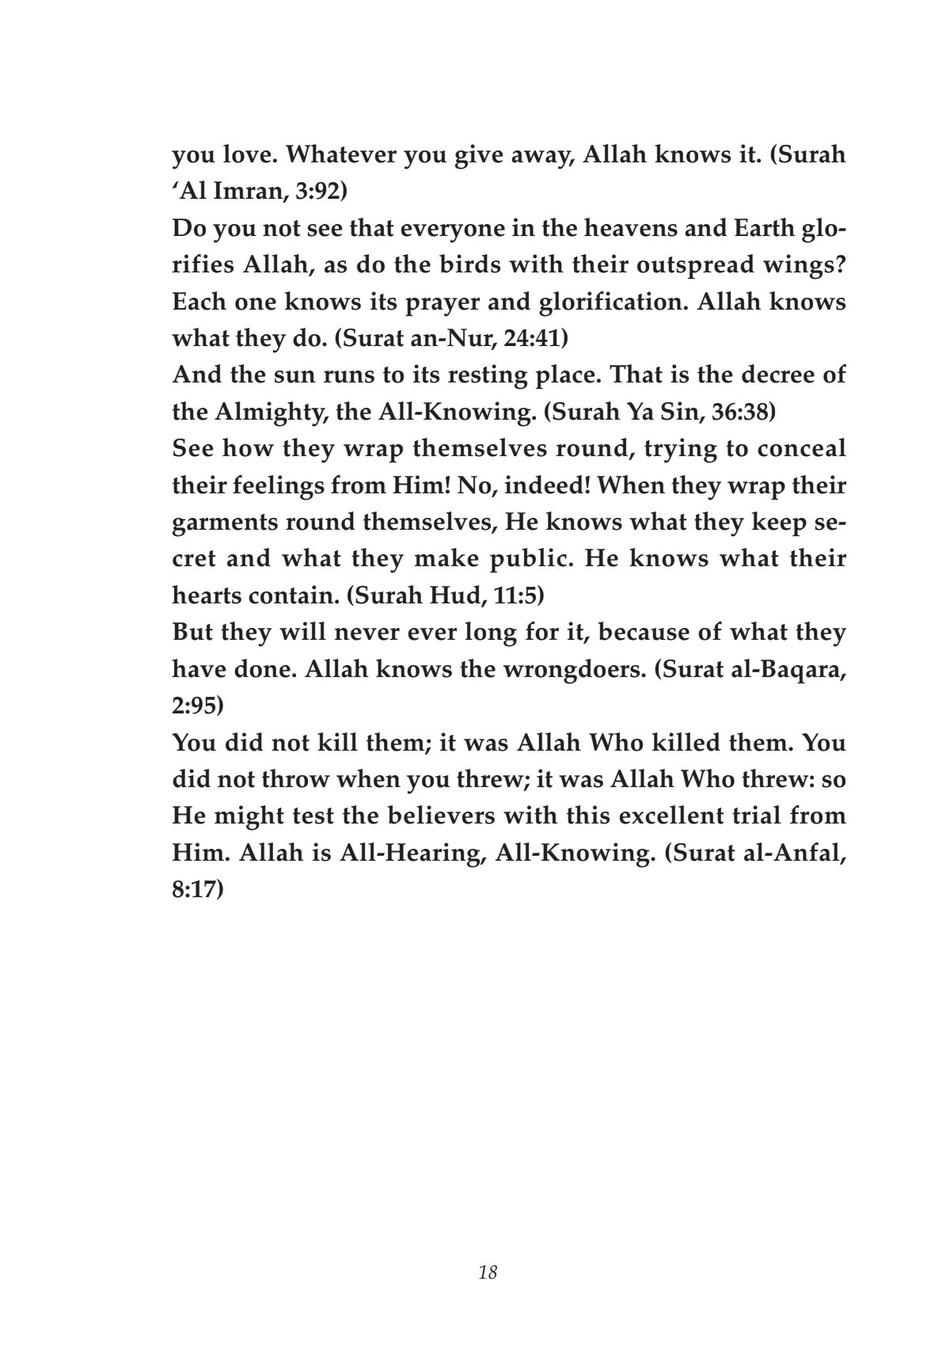 you love. Whatever you give away, Allah knows it. (Surah
‘Al Imran, 3:92)
Do you not see that everyone in the heavens and Earth glo-
rifies Allah, as do the birds with their outspread wings?
Each one knows its prayer and glorification. Allah knows
what they do. (Surat an-Nur, 24:41)
And the sun runs to its resting place. That is the decree of
the Almighty, the All-Knowing. (Surah Ya Sin, 36:38)
See how they wrap themselves round, trying to conceal
their feelings from Him! No, indeed! When they wrap their
garments round themselves, He knows what they keep se-
cret and what they make public. He knows what their
hearts contain. (Surah Hud, 11:5)
But they will never ever long for it, because of what they
have done. Allah knows the wrongdoers. (Surat al-Baqara,
2:95)
You did not kill them; it was Allah Who killed them. You
did not throw when you threw; it was Allah Who threw: so
He might test the believers with this excellent trial from
Him. Allah is All-Hearing, All-Knowing. (Surat al-Anfal,
8:17)
18